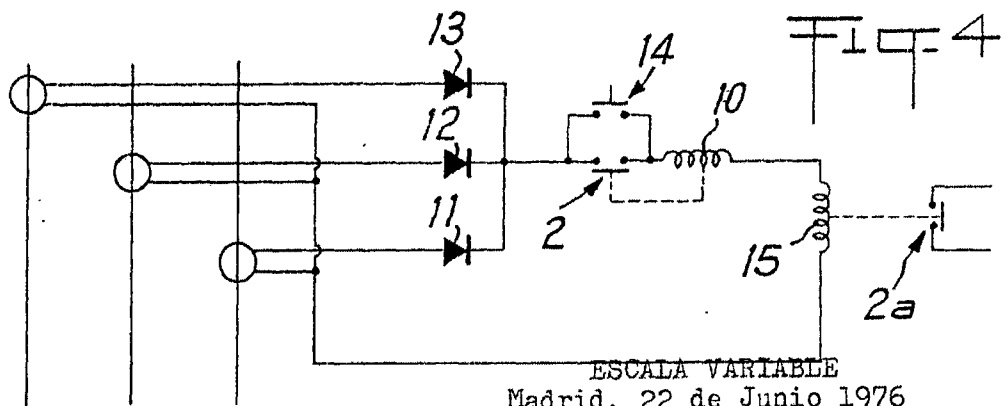 Fig-4
13
14
12
10
11
2
15
2a
ESCALA VARIABLE
Madrid, 22 de Junio 1976